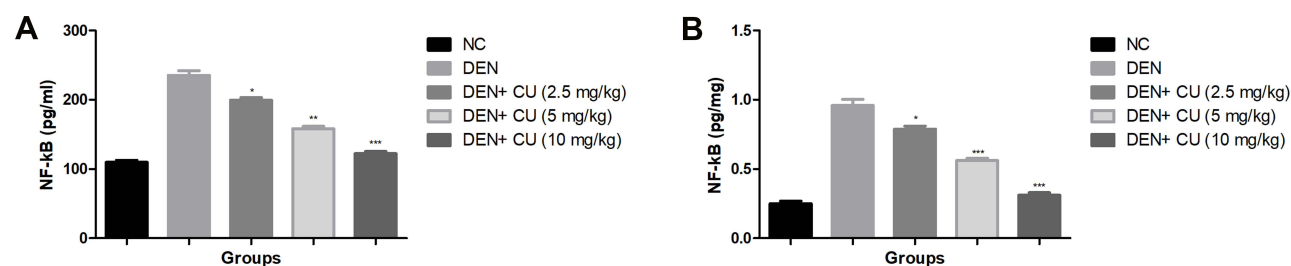 A
300
200
100
0
NF-kB (pg/ml)
*
**
***
Groups
NC
DEN
DEN+ CU (2.5 mg/kg)
DEN+ CU (5 mg/kg)
DEN+ CU (10 mg/kg)
B
1.5
1.0
0.5
0.0
NF-kB (pg/mg)
*
***
***
Groups
NC
DEN
DEN+ CU (2.5 mg/kg)
DEN+ CU (5 mg/kg)
DEN+ CU (10 mg/kg)